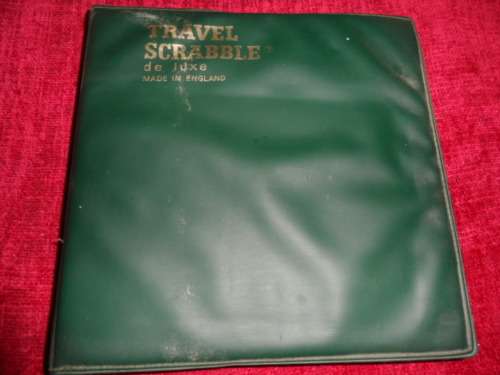 TRAVEL
SCRABBLE
de luxe
MADE IN ENGLAND